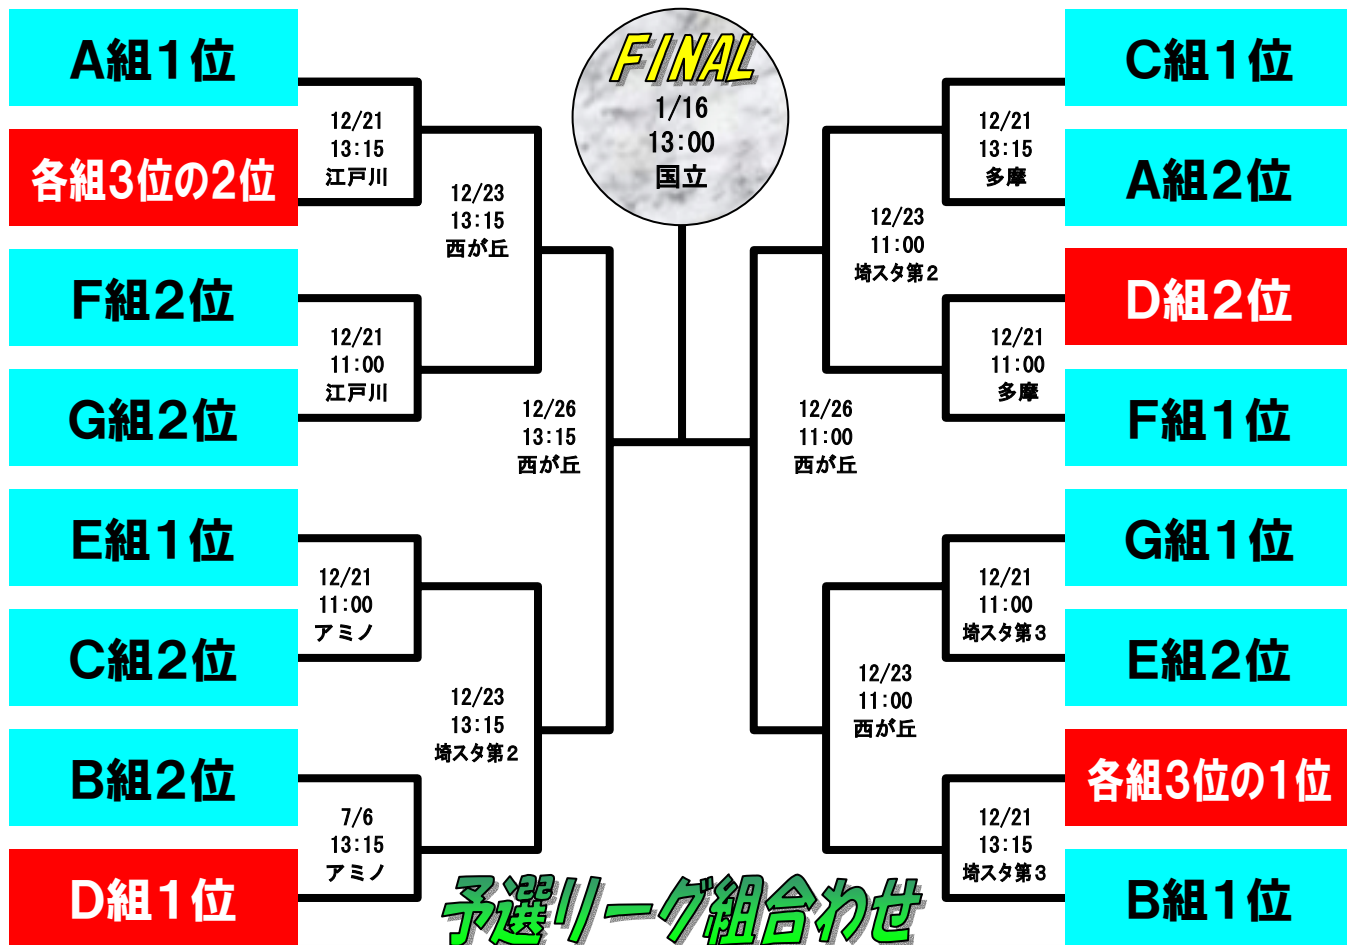 A組1位
各組3位の2位
F組2位
G組2位
E組1位
C組2位
B組2位
D組1位
12/21
13:15
江戸川
12/21
11:00
江戸川
12/21
11:00
アミノ
7/6
13:15
アミノ
12/23
13:15
西が丘
12/23
13:15
埼スタ第2
12/26
13:15
西が丘
FINAL
1/16
13:00
国立
12/26
11:00
西が丘
12/23
11:00
埼スタ第2
12/23
11:00
西が丘
12/21
13:15
多摩
12/21
11:00
多摩
12/21
11:00
埼スタ第3
12/21
13:15
埼スタ第3
C組1位
A組2位
D組2位
F組1位
G組1位
E組2位
各組3位の1位
B組1位
予選リーグ組合わせ